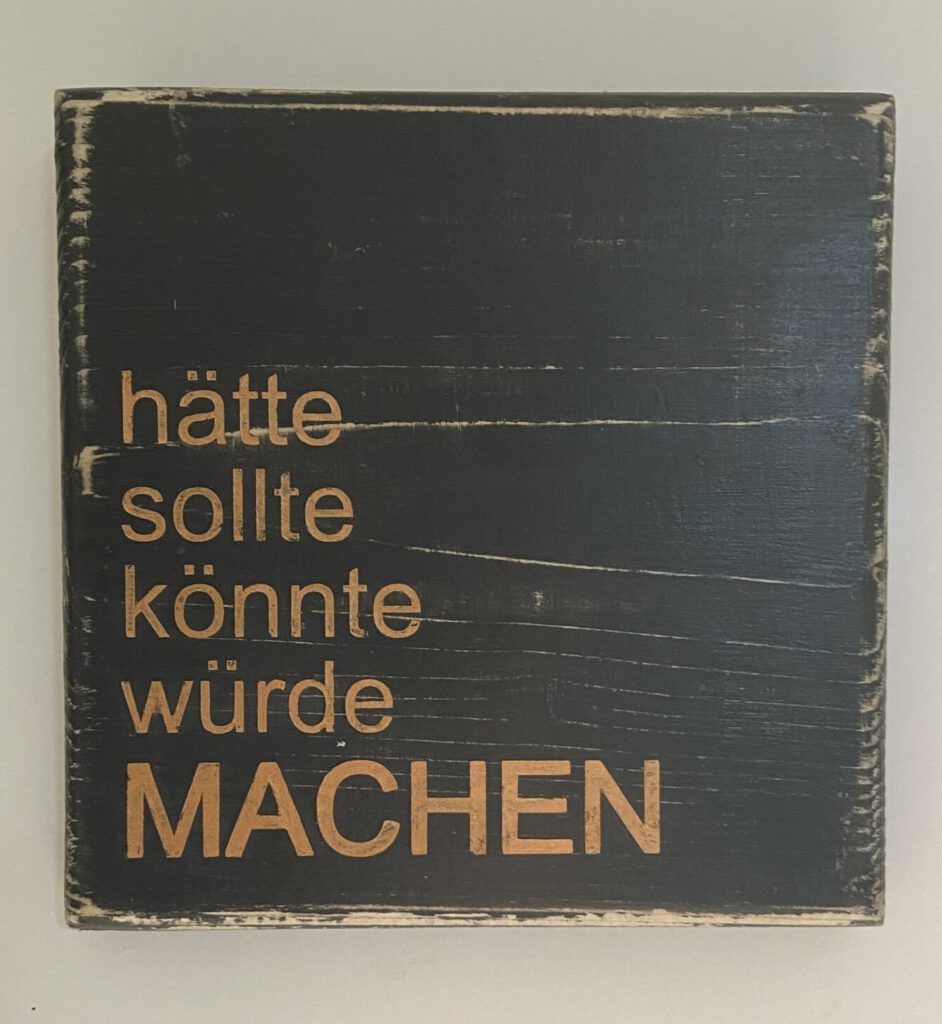 hätte
sollte
könnte
würde
MACHEN